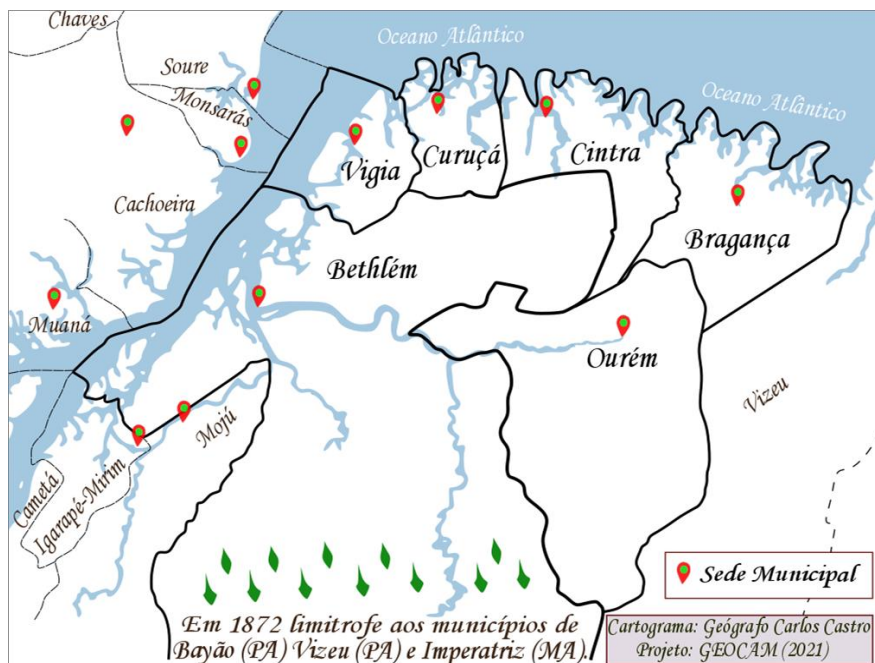 Chaves
Oceano Atlântico
Soure
Monsarás
Oceano Atlântico
Vigia
Curuçá
Cintra
Cachoeira
Bragança
Bethlém
Muaná
Ourém
Vizeu
Mojú
Igarapé-Mirim
Cametá
Sede Municipal
Em 1872 limitrofe aos municípios de
Bayão (PA) Vizeu (PA) e Imperatriz (MA).
Cartograma: Geógrafo Carlos Castro
Projeto: GEOCAM (2021)